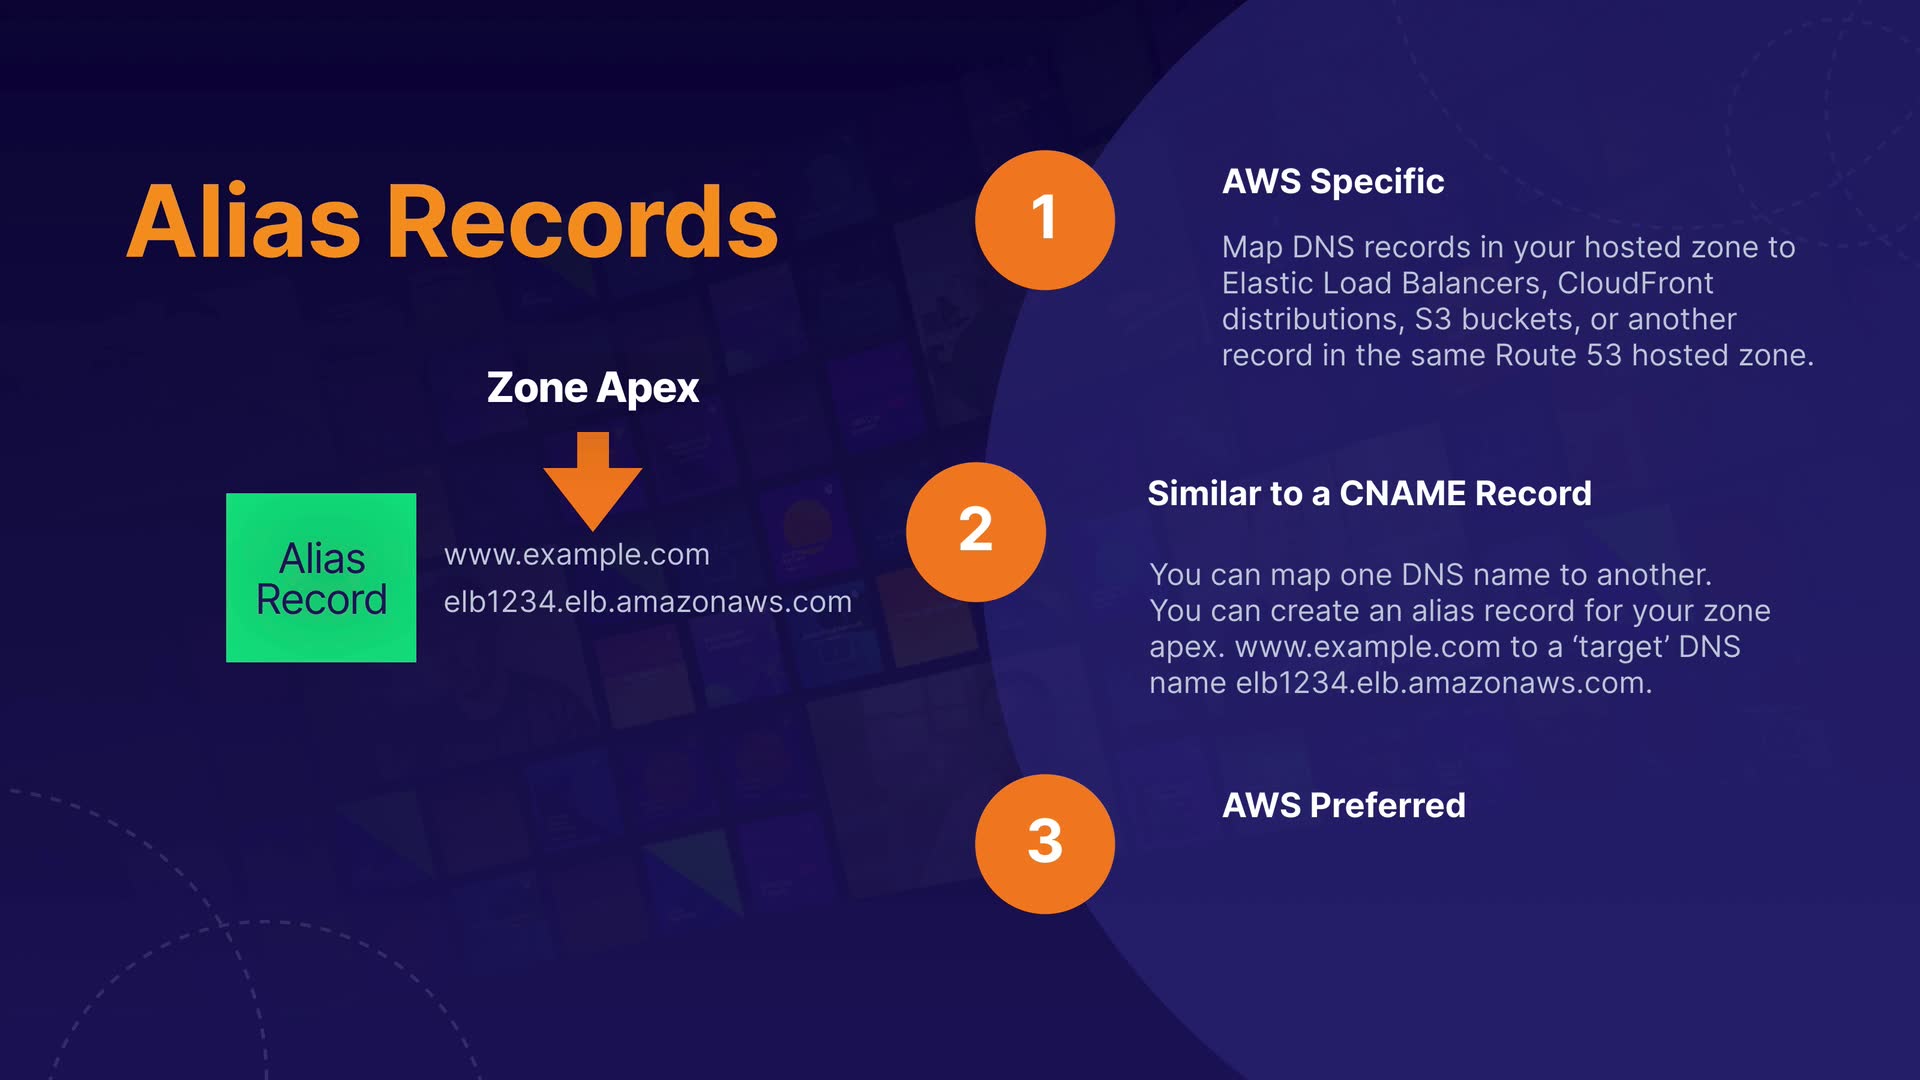 Alias Records
Zone Apex
Alias
Record
www.example.com
elb1234.elb.amazonaws.com
1
AWS Specific
Map DNS records in your hosted zone to
Elastic Load Balancers, CloudFront
distributions, S3 buckets, or another
record in the same Route 53 hosted zone.
2
Similar to a CNAME Record
You can map one DNS name to another.
You can create an alias record for your zone
apex. www.example.com to a ‘target’ DNS
name elb1234.elb.amazonaws.com.
3
AWS Preferred